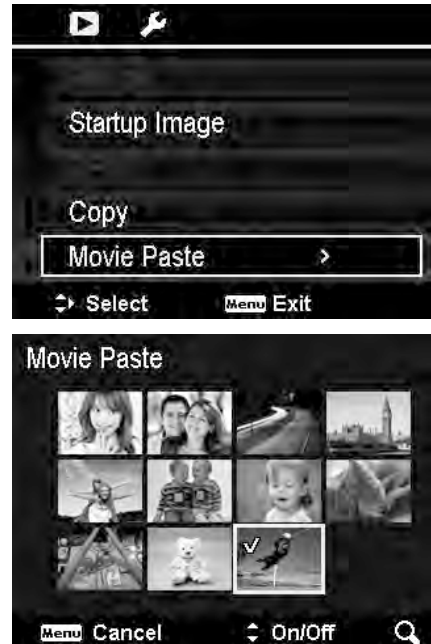 Startup Image
Copy
Movie Paste
Select Menu Exit
Movie Paste
Menu Cancel On/Off